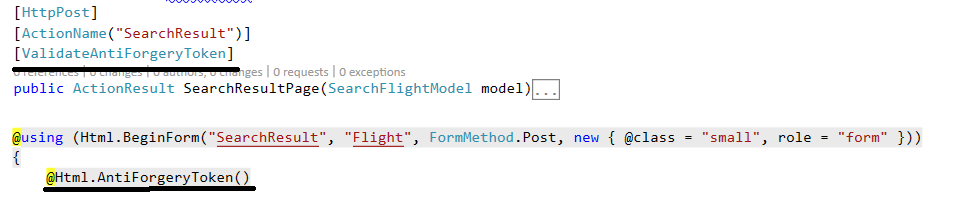 [HttpPost]
[ActionName("SearchResult")]
[ValidateAntiForgeryToken]
0 references | 0 changes | 0 authors, 0 changes | 0 requests | 0 exceptions
public ActionResult SearchResultPage(SearchFlightModel model)...
@using (Html.BeginForm("SearchResult", "Flight", FormMethod.Post, new { @class = "small", role = "form" }))
{
@Html.AntiForgeryToken()